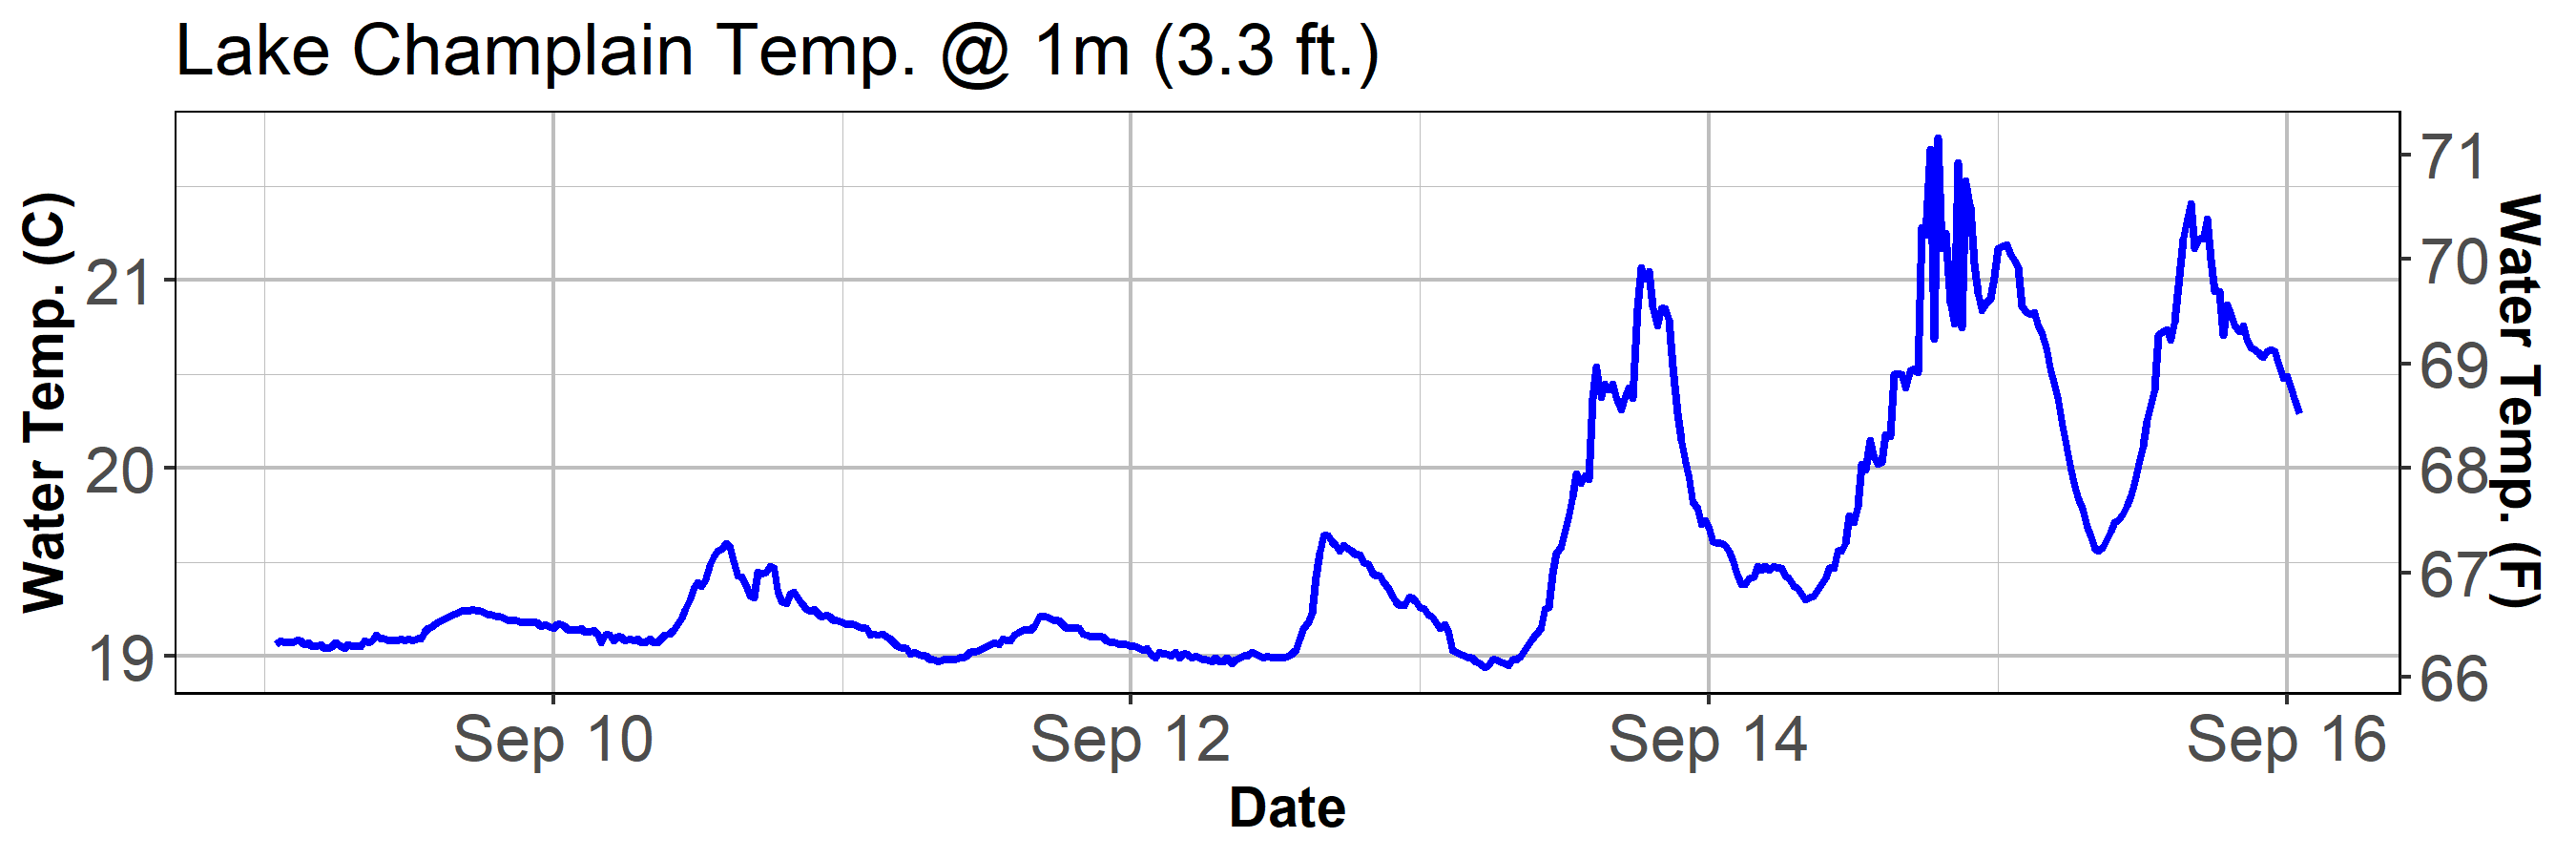 Lake Champlain Temp. @ 1m (3.3 ft.)
Water Temp. (C)
21
20
19
71
70
69
68
67
66
Water Temp. (F)
Sep 10
Sep 12
Sep 14
Sep 16
Date